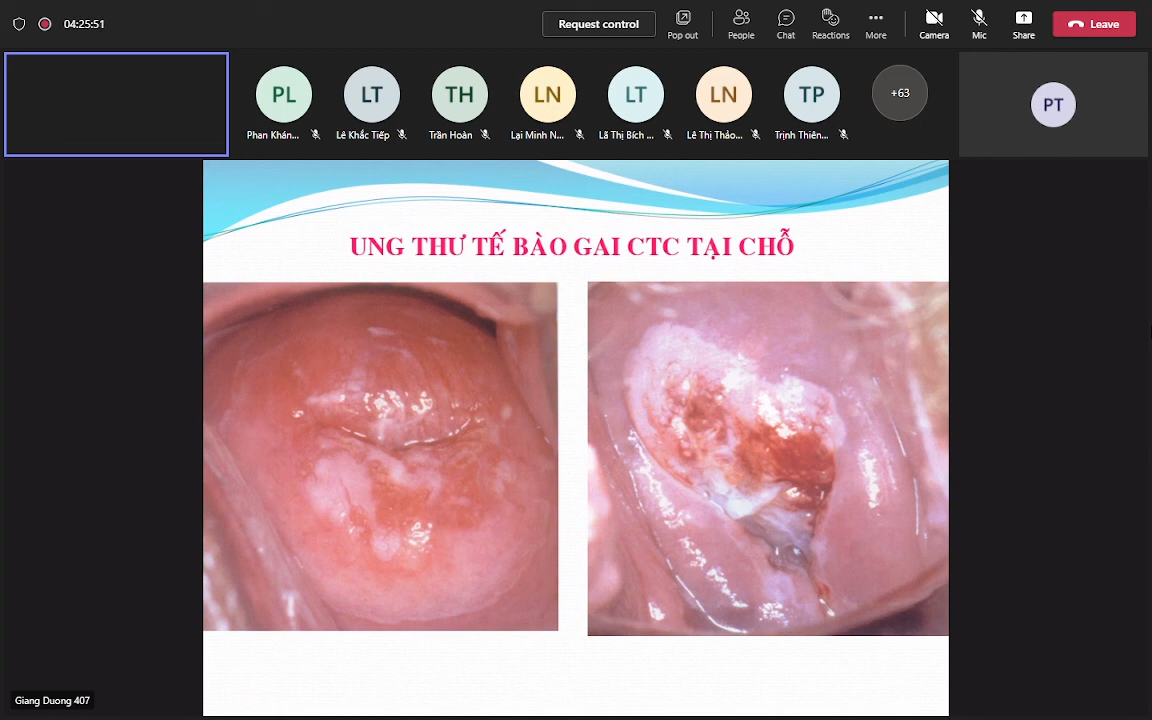 04:25:51
Request control
Pop out
People
Chat
Reactions
More
Camera
Mic
Share
Leave
PL
LT
TH
LN
LT
LN
TP
+63
PT
Phan Khán...
Lê Khắc Tiếp
Trần Hoàn
Lại Minh N...
Lã Thị Bích ...
Lê Thị Thảo...
Trịnh Thiên...
UNG THƯ TẾ BÀO GAI CTC TẠI CHỖ
Giang Duong 407